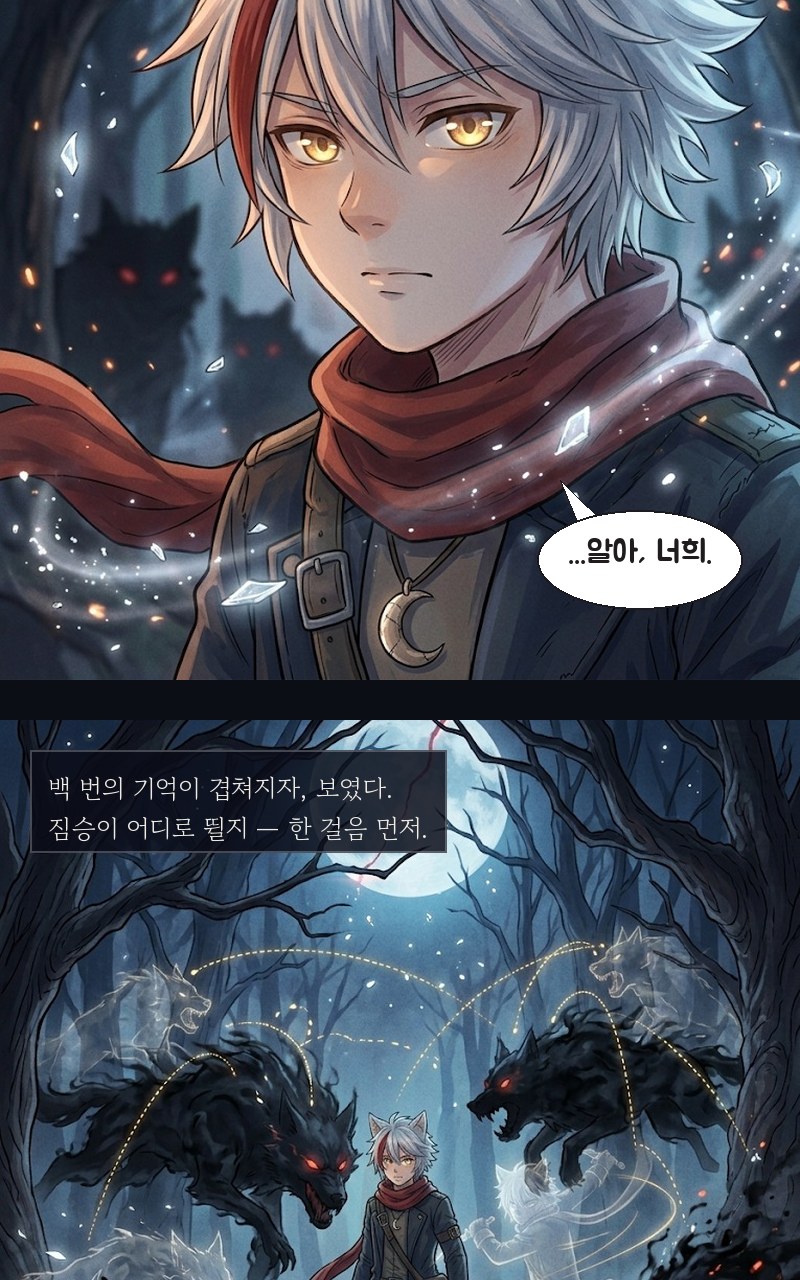 ...알아, 너희.
백 번의 기억이 겹쳐지자, 보였다.
짐승이 어디로 뛸지 — 한 걸음 먼저.